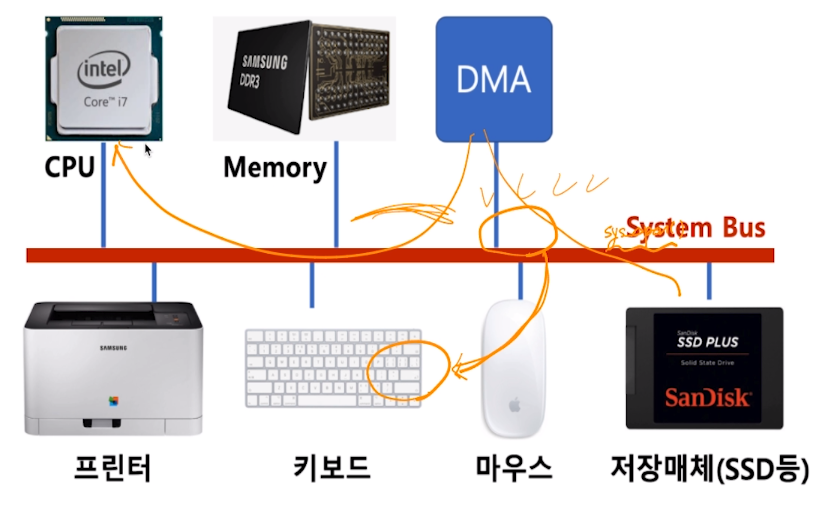 intel
Core™ i7
SAMSUNG
DDR3
DMA
CPU
Memory
System Bus
SAMSUNG
SanDisk
SSD PLUS
Solid State Drive
SanDisk
프린터
키보드
마우스
저장매체(SSD등)